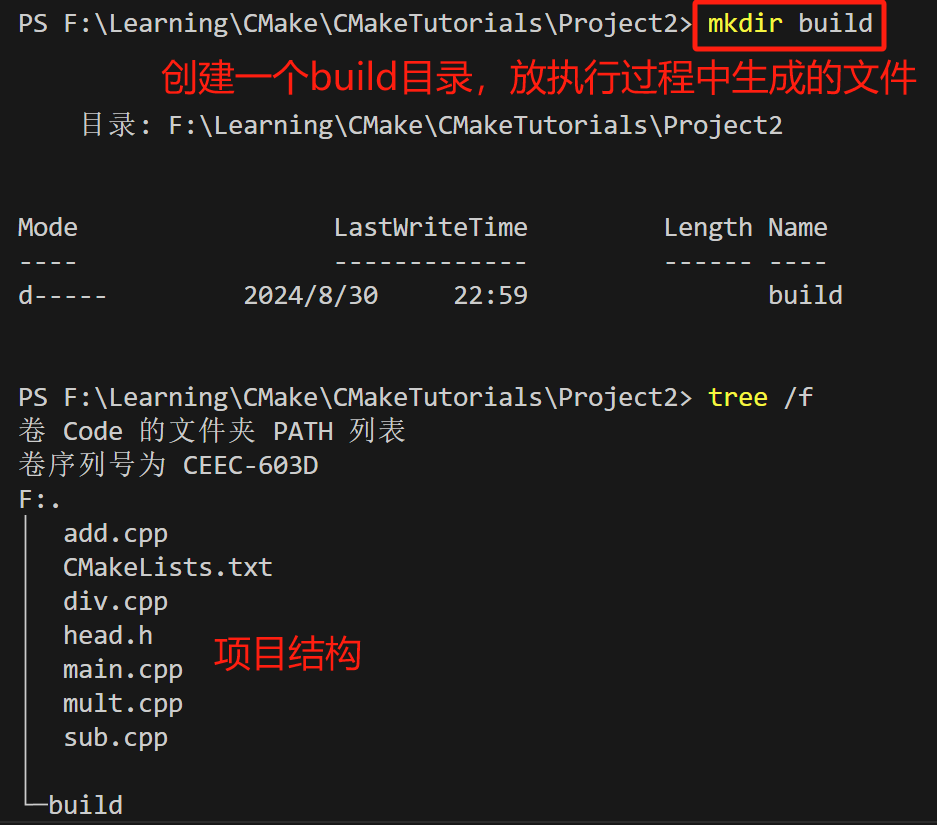 PS F:\Learning\CMake\CMakeTutorials\Project2> mkdir build
创建一个build目录，放执行过程中生成的文件
目录: F:\Learning\CMake\CMakeTutorials\Project2
Mode LastWriteTime Length Name
---- ------------- ------ ----
d----- 2024/8/30 22:59 build
PS F:\Learning\CMake\CMakeTutorials\Project2> tree /f
卷 Code 的文件夹 PATH 列表
卷序列号为 CEEC-603D
F:.
add.cpp
CMakeLists.txt
div.cpp
head.h
项目结构
main.cpp
mult.cpp
sub.cpp
build